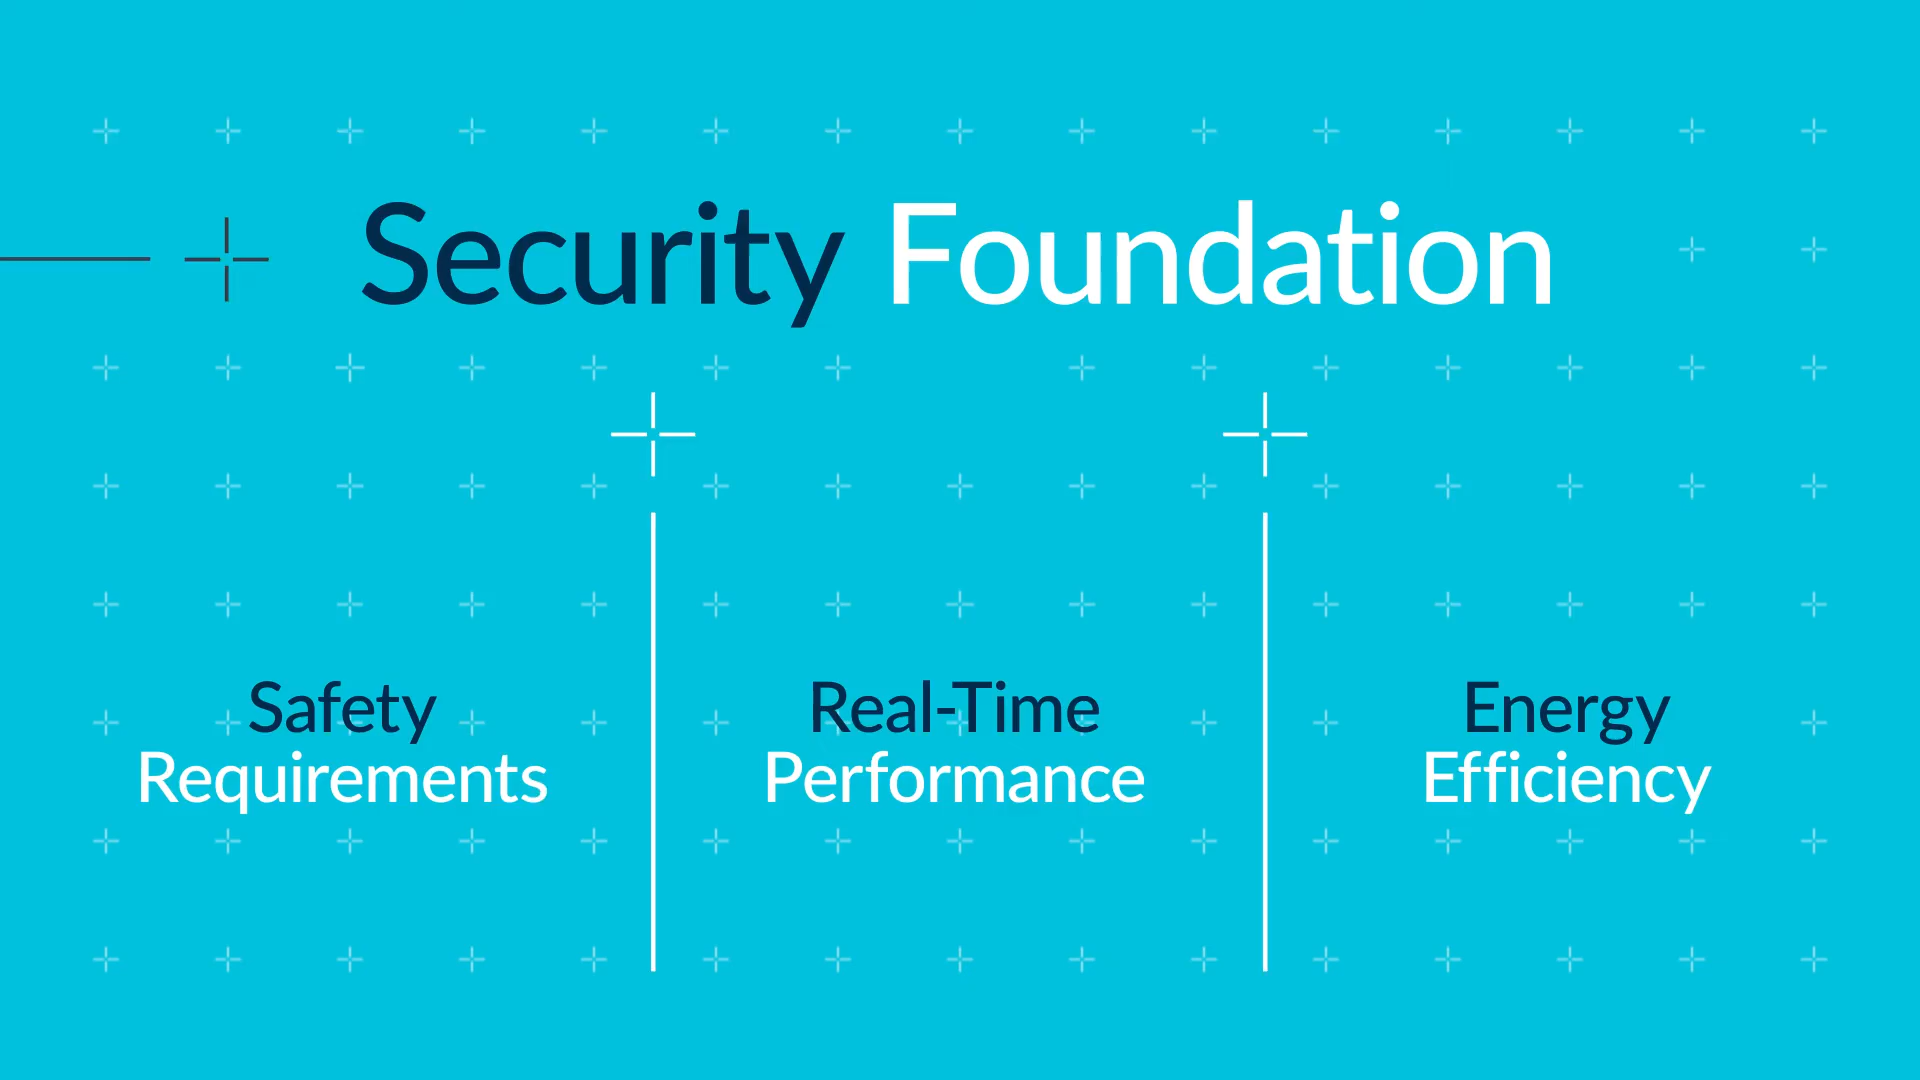 Security Foundation
Safety
Requirements
Real-Time
Performance
Energy
Efficiency